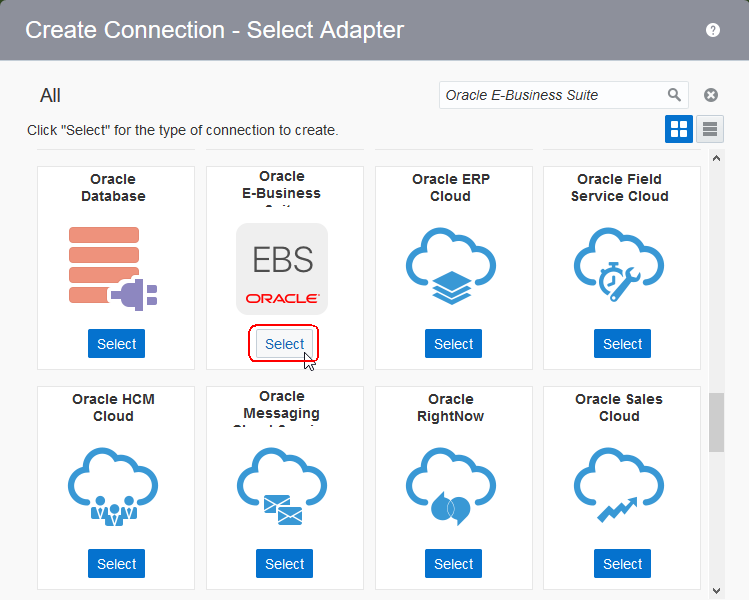 Create Connection - Select Adapter
?
All
Oracle E-Business Suite
Click "Select" for the type of connection to create.
Oracle
Database
Select
Oracle
E-Business
EBS
ORACLE
Select
Oracle ERP
Cloud
Select
Oracle Field
Service Cloud
Select
Oracle HCM
Cloud
Select
Oracle
Messaging
Select
Oracle
RightNow
Select
Oracle Sales
Cloud
Select